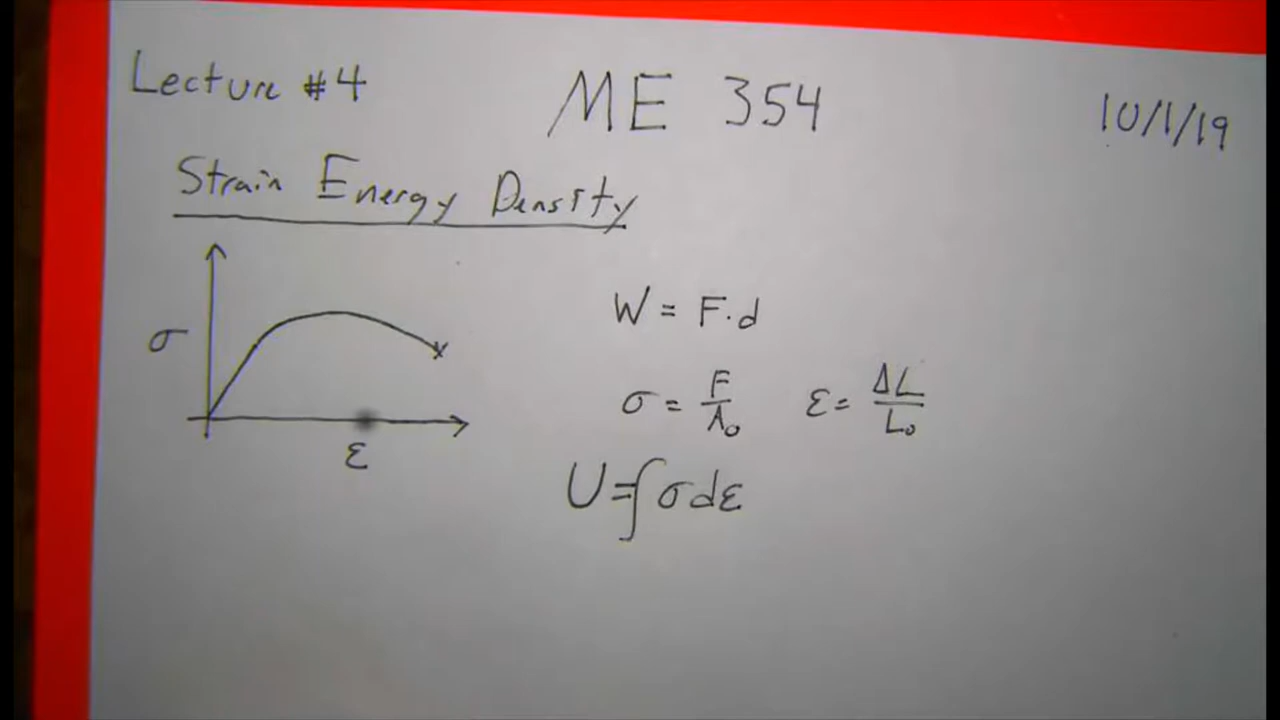 Lecture #4 ME 354 10/1/19
Strain Energy Density
W = F·d
σ
σ = F/A₀ ε = ΔL/L₀
ε
U = ∫σdε